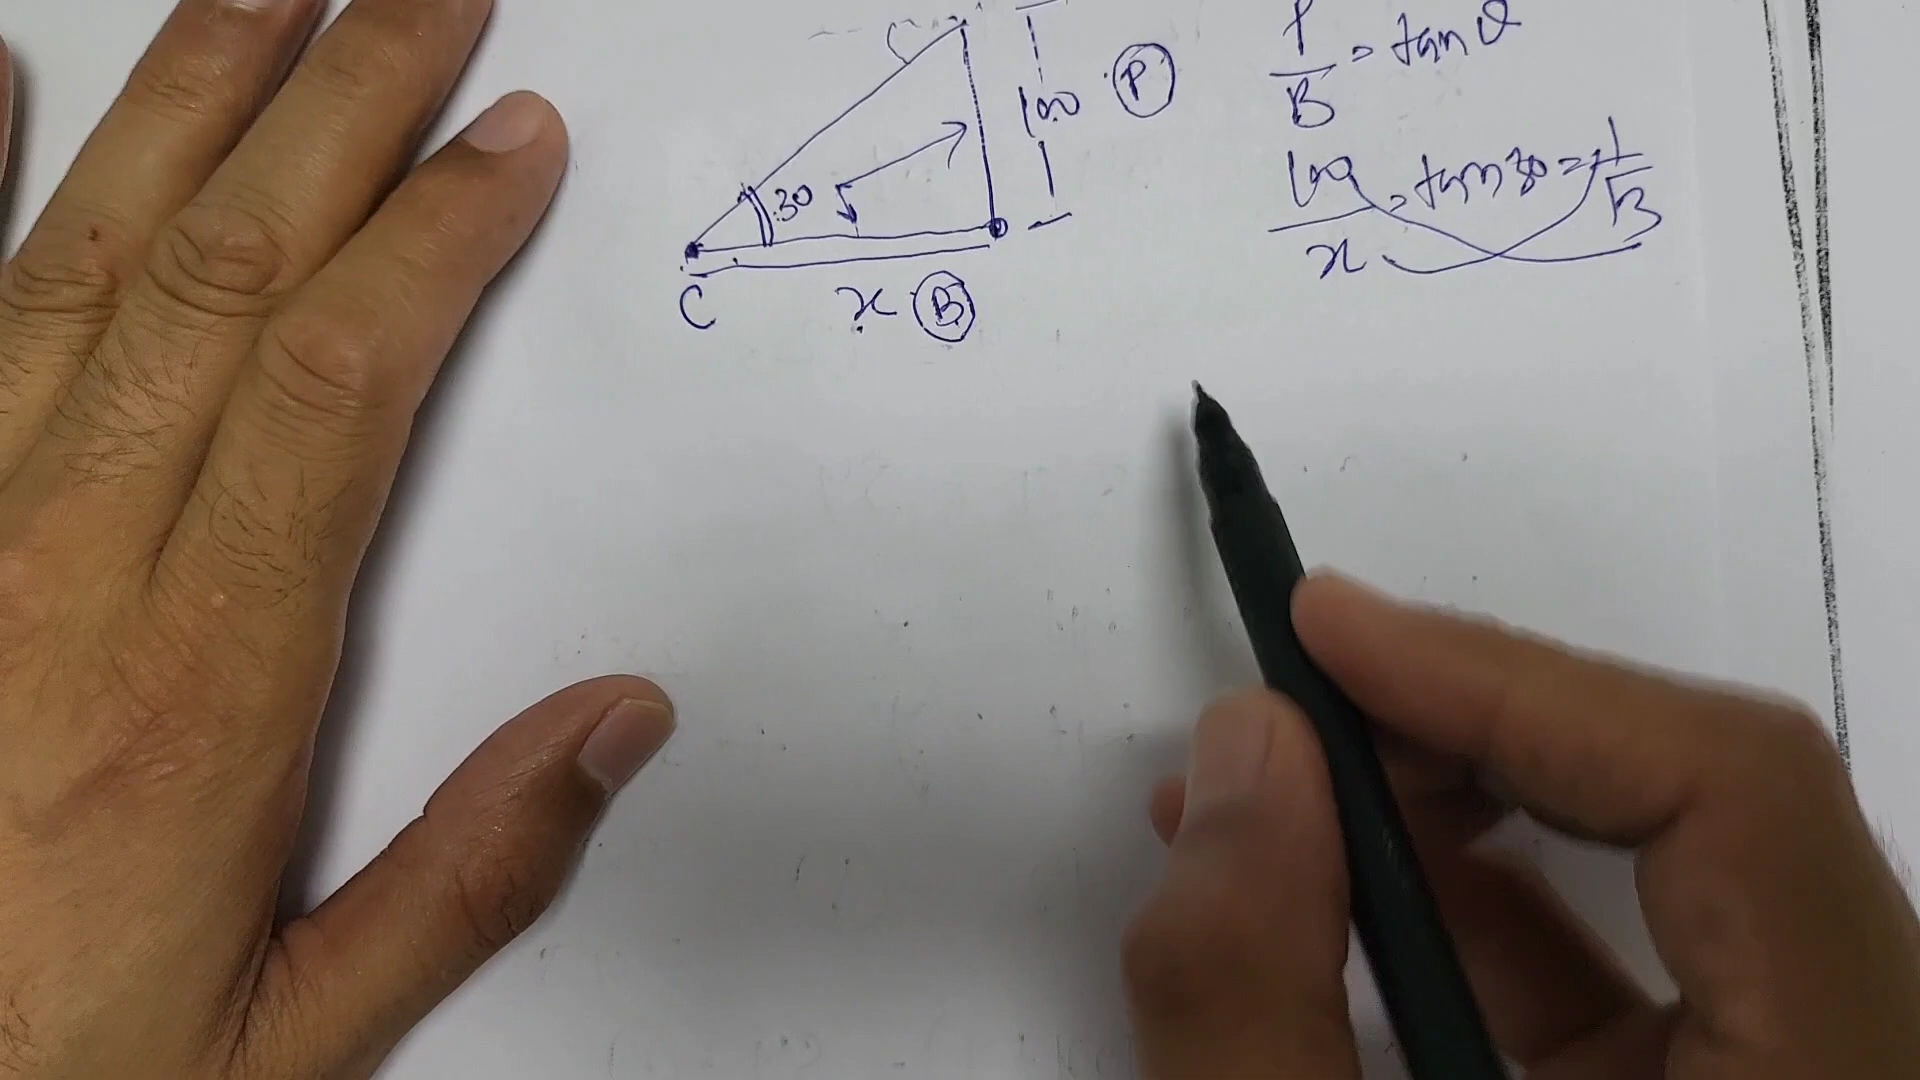 100 P
30
C x B
P/B = tan θ
100/x = tan 30 = 1/√3